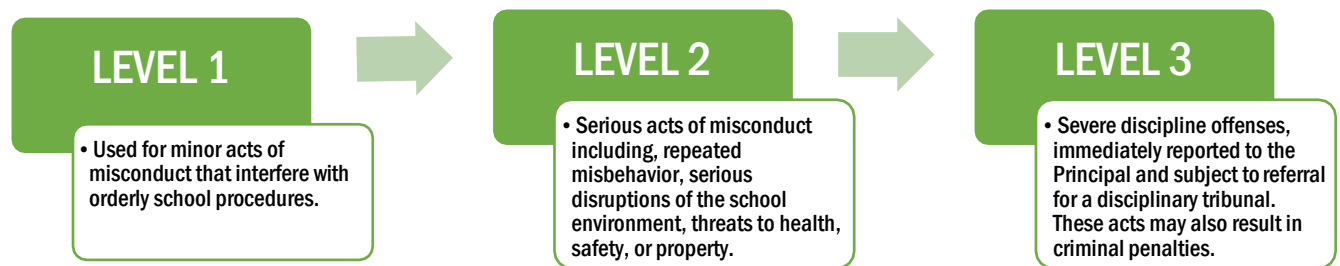 LEVEL 1
• Used for minor acts of
misconduct that interfere with
orderly school procedures.
LEVEL 2
• Serious acts of misconduct
including, repeated
misbehavior, serious
disruptions of the school
environment, threats to health,
safety, or property.
LEVEL 3
• Severe discipline offenses,
immediately reported to the
Principal and subject to referral
for a disciplinary tribunal.
These acts may also result in
criminal penalties.